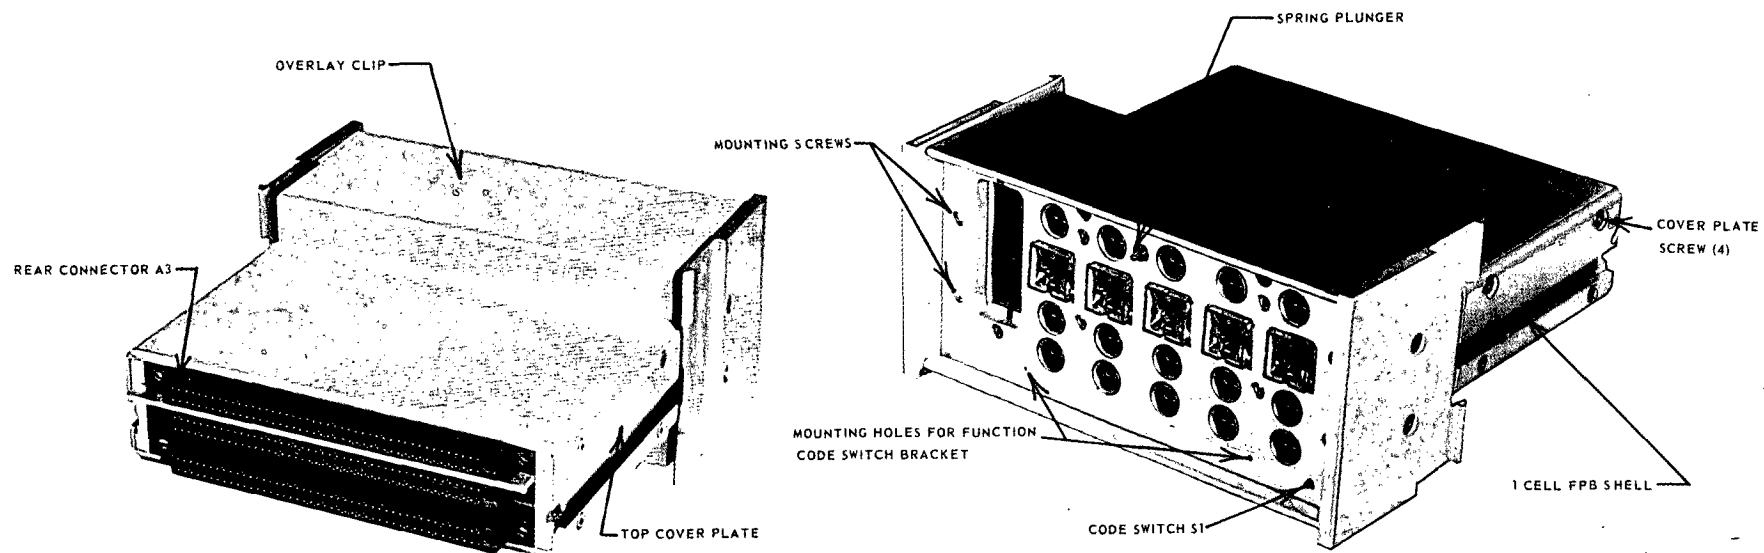 SPRING PLUNGER
OVERLAY CLIP
MOUNTING SCREWS
COVER PLATE
SCREW (4)
REAR CONNECTOR A3
MOUNTING HOLES FOR FUNCTION
CODE SWITCH BRACKET
1 CELL FPB SHELL
TOP COVER PLATE
CODE SWITCH S1